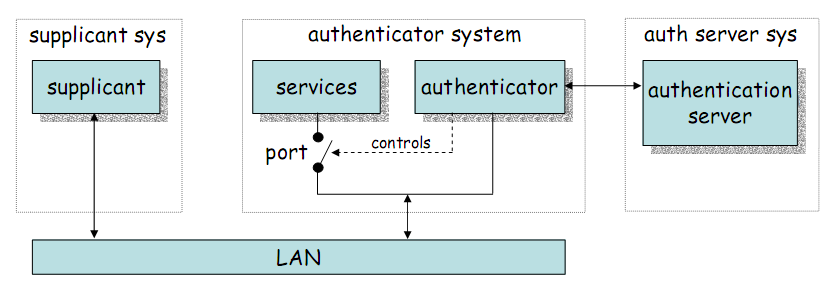 supplicant sys
authenticator system
auth server sys
supplicant
services
authenticator
authentication
server
port
controls
LAN